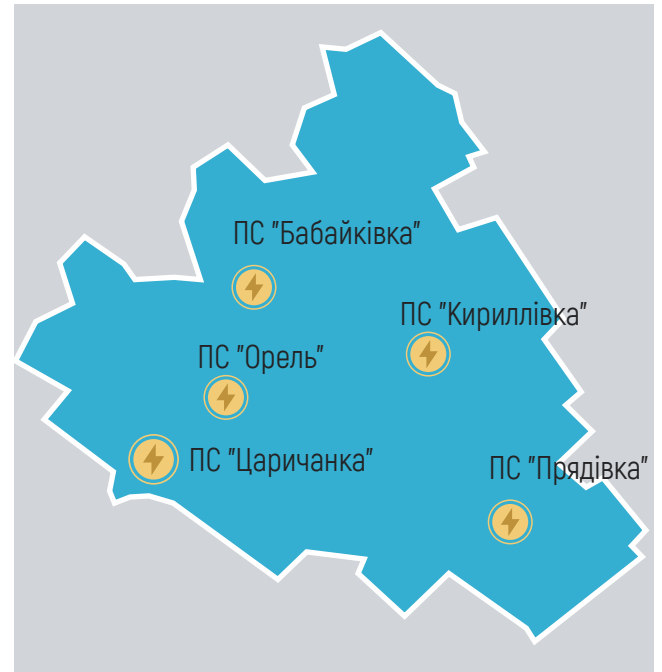 ПС "Бабайківка"
ПС "Кириллівка"
ПС "Орель"
ПС "Царичанка"
ПС "Прядівка"